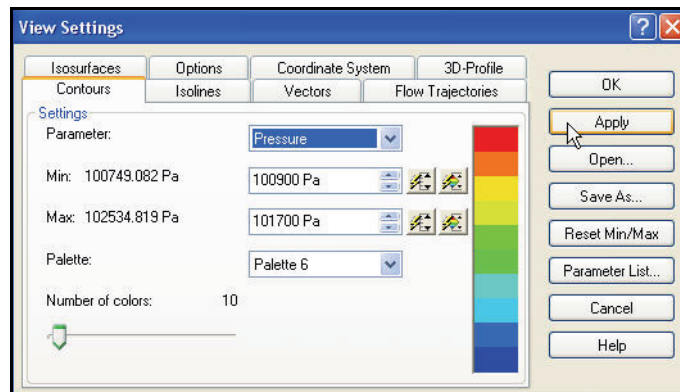 View Settings
Isosurfaces Options Coordinate System 3D-Profile
Contours Isolines Vectors Flow Trajectories
Settings
Parameter: Pressure
Min: 100749.082 Pa 100900 Pa
Max: 102534.819 Pa 101700 Pa
Palette: Palette 6
Number of colors: 10
OK
Apply
Open...
Save As...
Reset Min/Max
Parameter List...
Cancel
Help